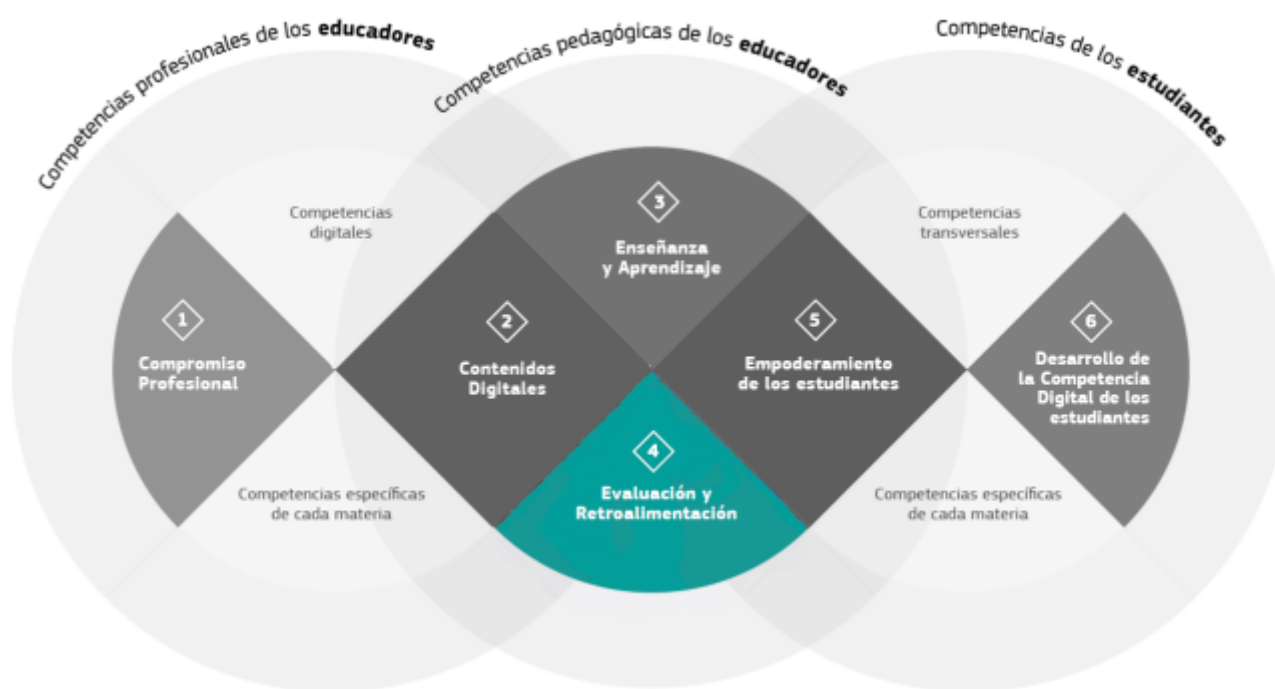 Competencias profesionales de los educadores
Competencias pedagógicas de los educadores
Competencias de los estudiantes
Competencias
digitales
3
Enseñanza
y Aprendizaje
Competencias
transversales
1
Compromiso
Profesional
2
Contenidos
Digitales
5
Empoderamiento
de los estudiantes
6
Desarrollo de
la Competencia
Digital de los
estudiantes
4
Evaluación y
Retroalimentación
Competencias específicas
de cada materia
Competencias específicas
de cada materia